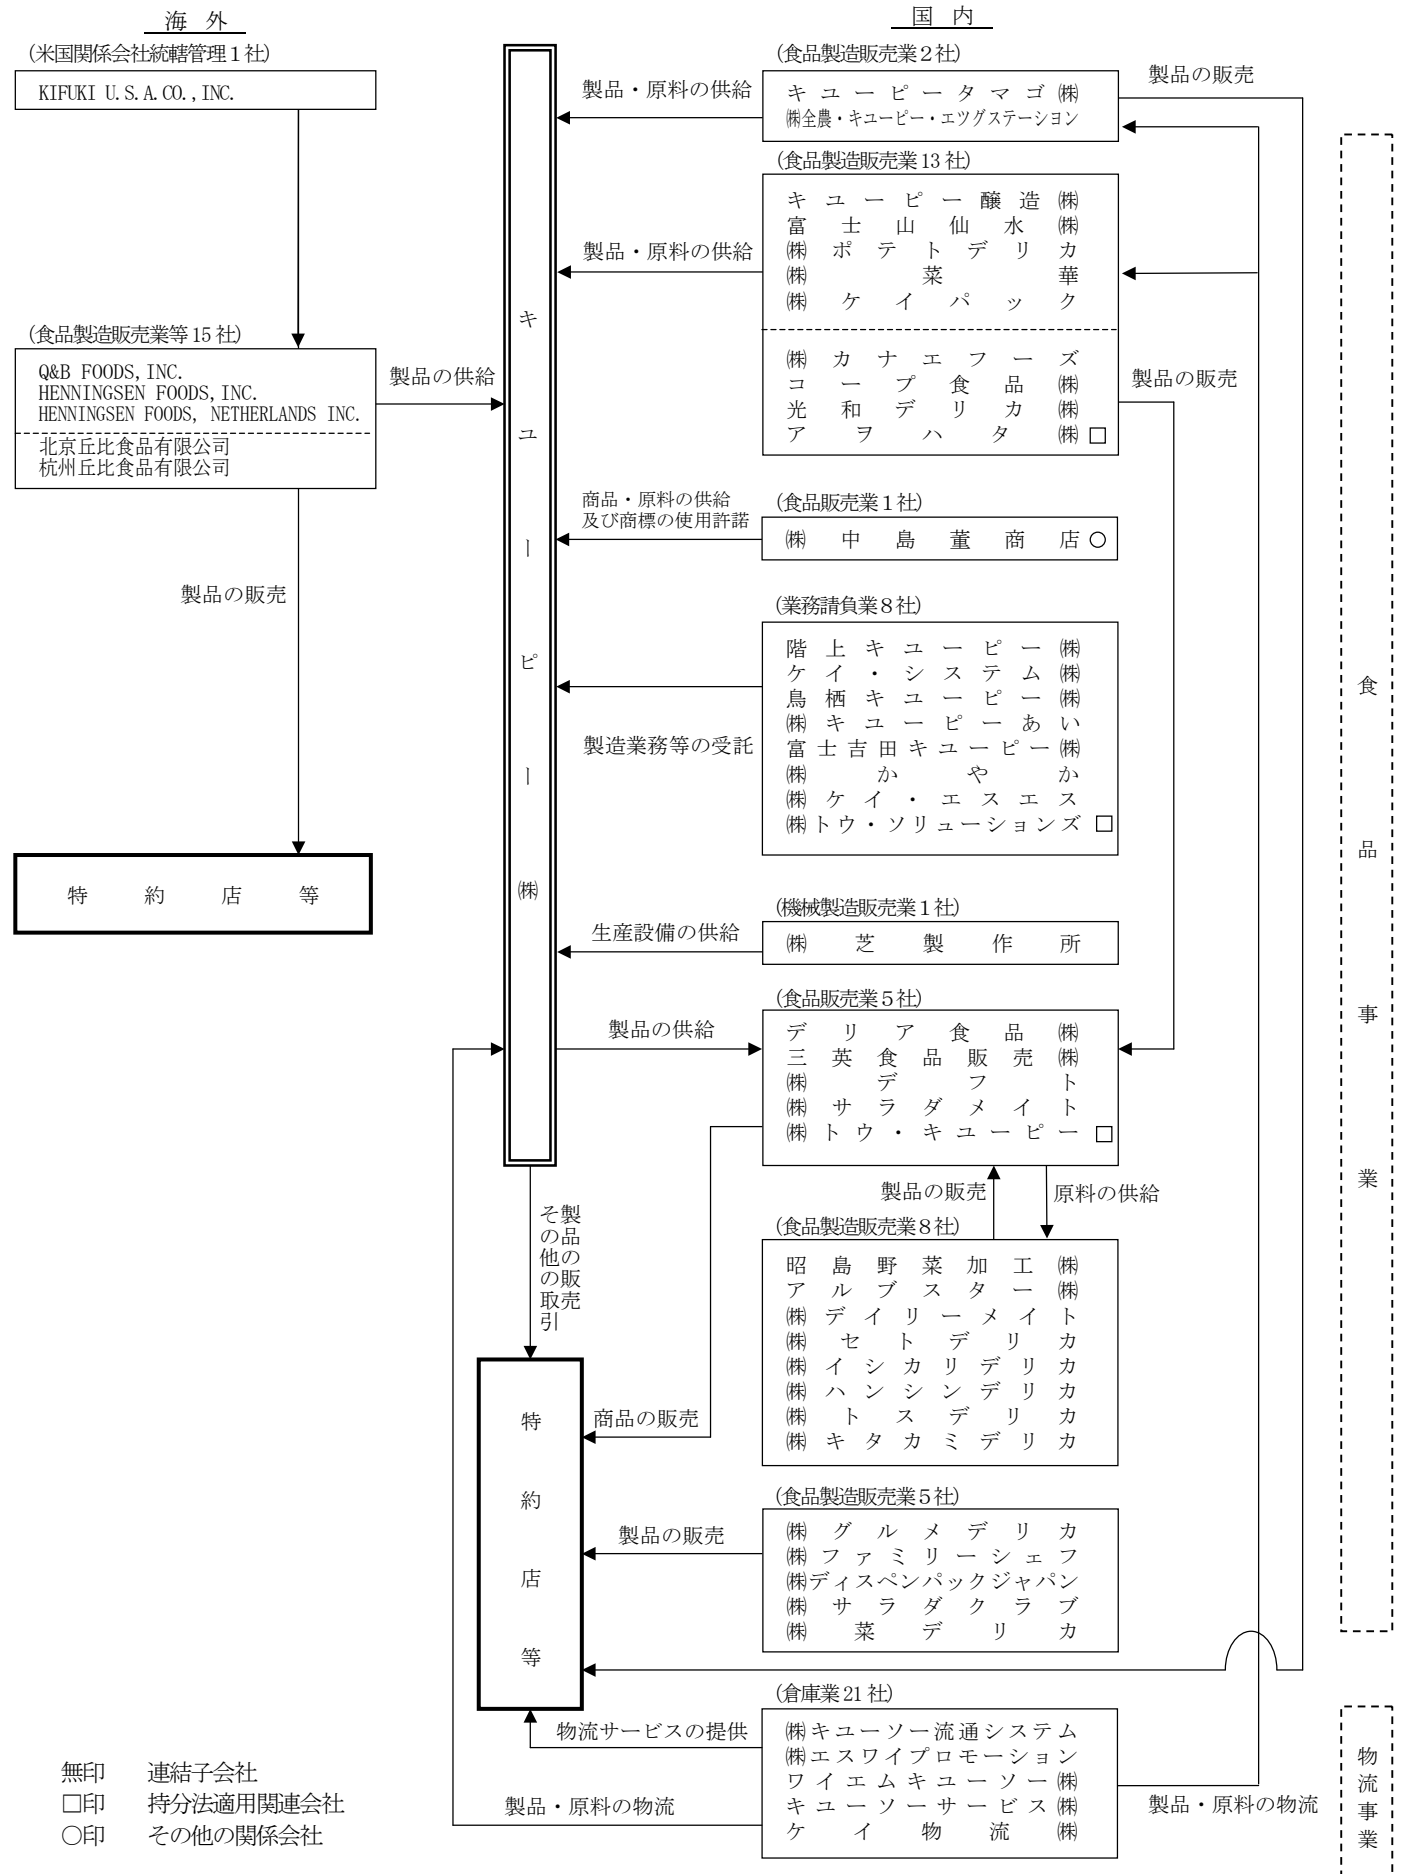 海外
(米国関係会社統轄管理1社)
KIFUKI U.S.A.CO.,INC.
(食品製造販売業等15社)
Q&B FOODS,INC.
HENNINGSEN FOODS,INC.
HENNINGSEN FOODS, NETHERLANDS INC.
北京丘比食品有限公司
杭州丘比食品有限公司
製品の供給
製品の販売
特約店等
キユーピー㈱
国内
(食品製造販売業2社)
キユーピータマゴ㈱
㈱全農・キユーピー・エツグステーシヨン
製品・原料の供給
製品の販売
(食品製造販売業13社)
キユーピー醸造㈱
富士山仙水㈱
㈱ポテトデリカ
㈱菜華
㈱ケイパック
㈱カナエフーズ
コープ食品㈱
光和デリカ㈱
アヲハタ㈱□
製品・原料の供給
製品の販売
(食品販売業1社)
㈱中島董商店○
商品・原料の供給
及び商標の使用許諾
(業務請負業8社)
階上キユーピー㈱
ケイ・システム㈱
鳥栖キユーピー㈱
㈱キユーピーあい
富士吉田キユーピー㈱
㈱かやか
㈱ケイ・エスエス
㈱トウ・ソリューションズ□
製造業務等の受託
(機械製造販売業1社)
㈱芝製作所
生産設備の供給
(食品販売業5社)
デリア食品㈱
三英食品販売㈱
㈱デフト
㈱サラダメイト
㈱トウ・キユーピー□
製品の供給
製品の販売
原料の供給
(食品製造販売業8社)
昭島野菜加工㈱
アルブスター㈱
㈱デイリーメイト
㈱セトデリカ
㈱イシカリデリカ
㈱ハンシンデリカ
㈱トスデリカ
㈱キタカミデリカ
製品の販売
その他の取引
特約店等
商品の販売
(食品製造販売業5社)
㈱グルメデリカ
㈱ファミリーシェフ
㈱ディスペンパックジャパン
㈱サラダクラブ
㈱菜デリカ
製品の販売
(倉庫業21社)
㈱キユーソー流通システム
㈱エスワイプロモーション
ワイエムキユーソー㈱
キユーソーサービス㈱
ケイ物流㈱
物流サービスの提供
製品・原料の物流
製品・原料の物流
食品事業
物流事業
無印 連結子会社
□印 持分法適用関連会社
○印 その他の関係会社